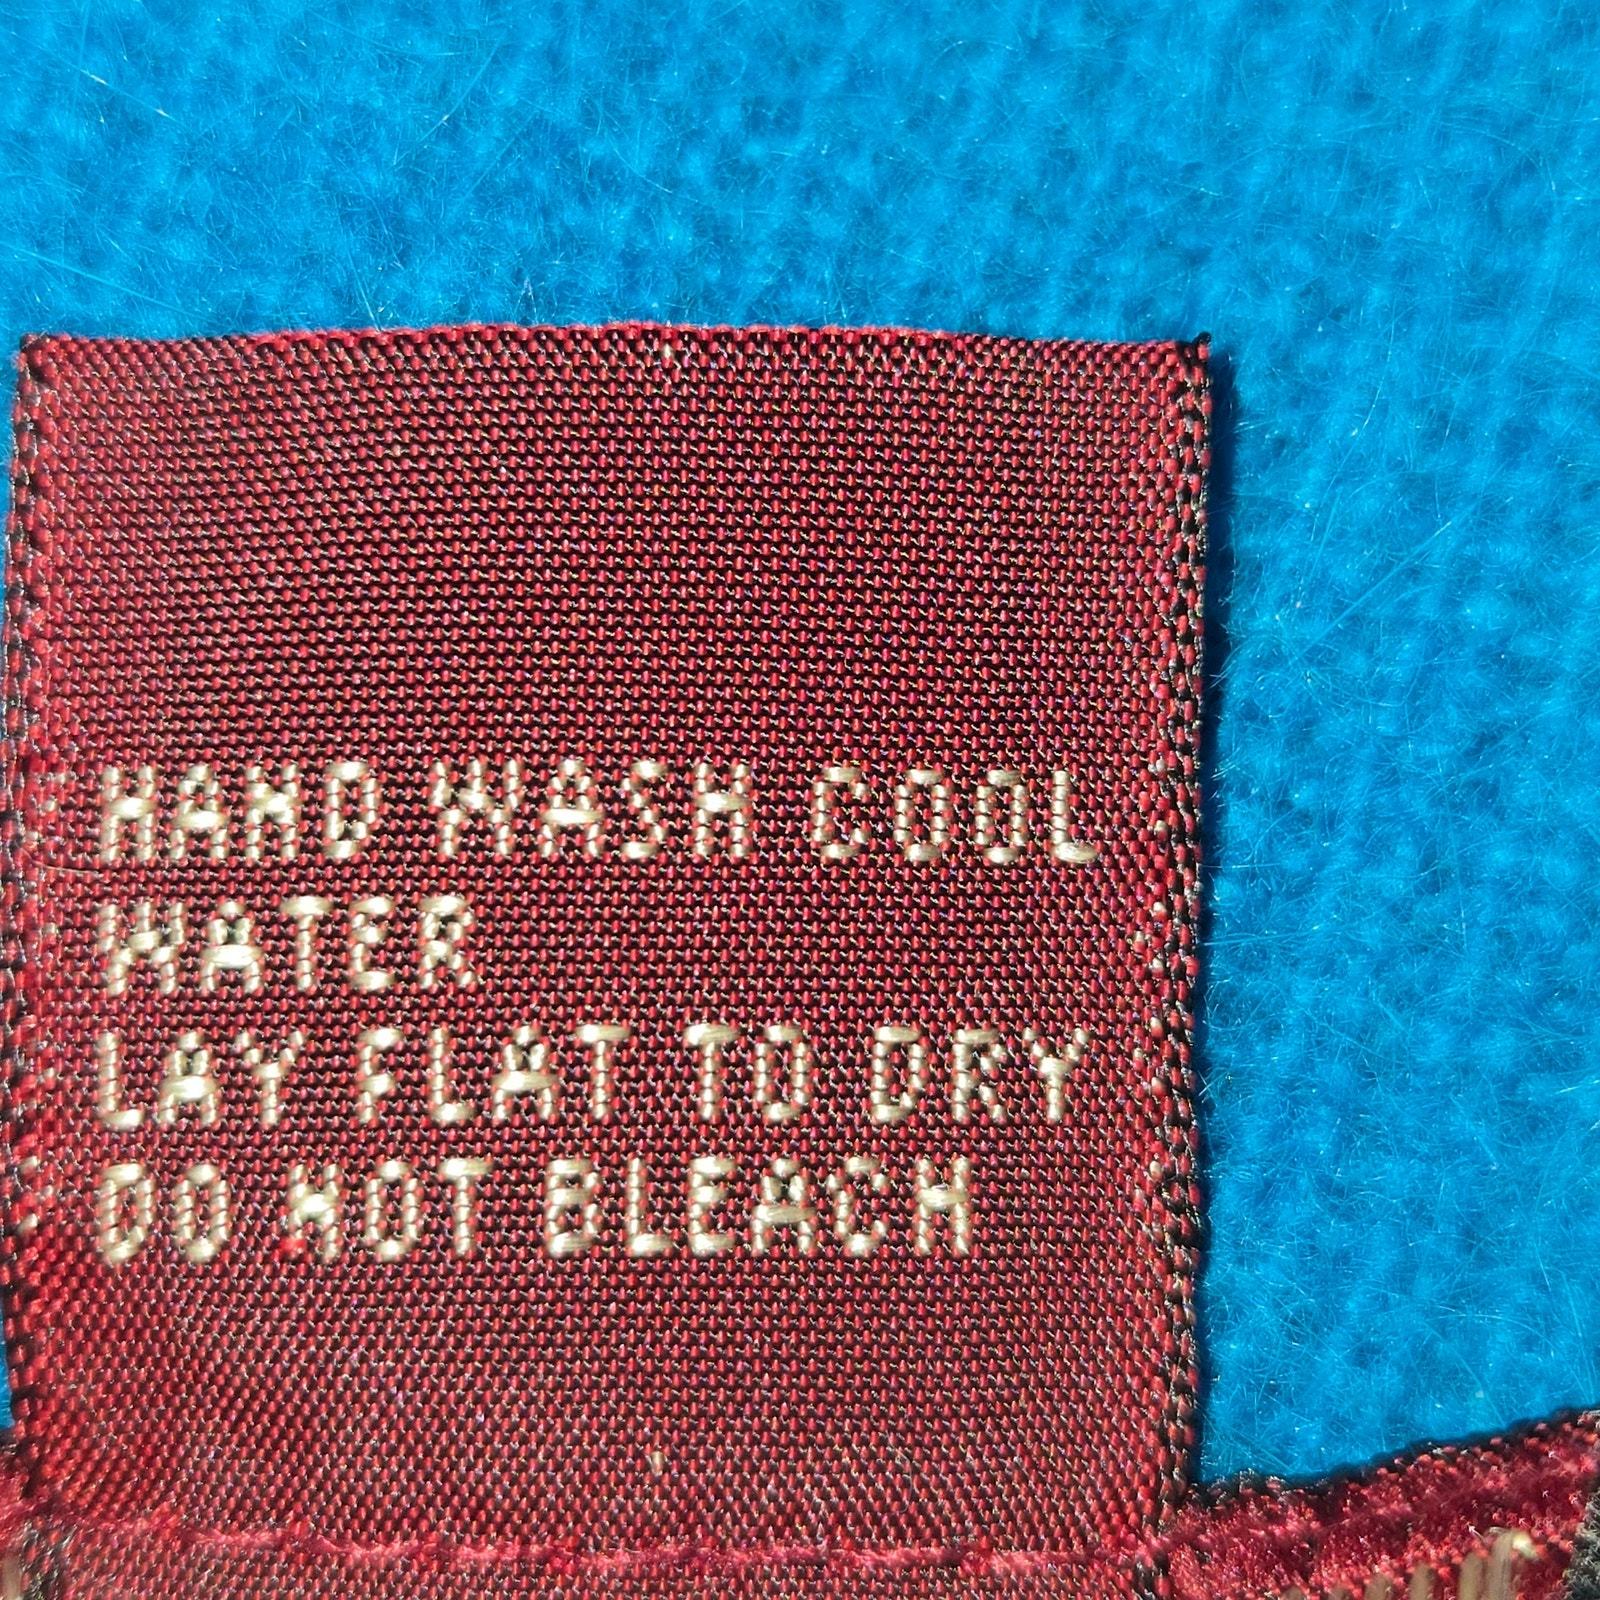 HAND WASH COOL
WATER
LAY FLAT TO DRY
DO NOT BLEACH